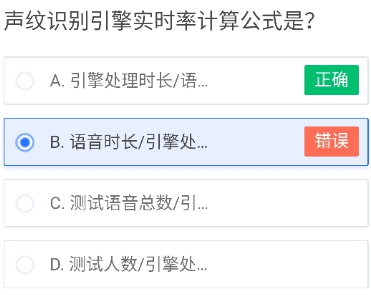 声纹识别引擎实时率计算公式是?
A. 引擎处理时长/语... 正确
B. 语音时长/引擎处... 错误
C. 测试语音总数/引...
D. 测试人数/引擎处...